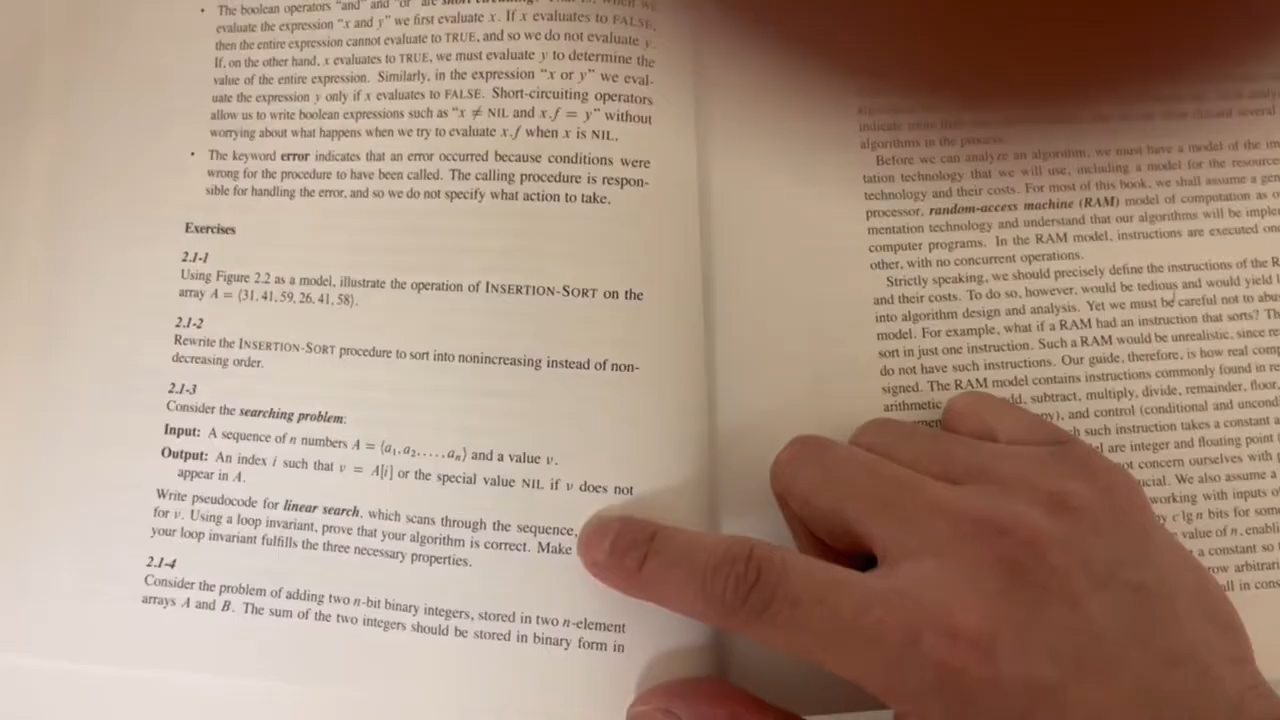 • The boolean operators "and" and "or" are
evaluate the expression "x and y" we first evaluate x. If x evaluates to FALSE,
then the entire expression cannot evaluate to TRUE, and so we do not evaluate y.
If, on the other hand, x evaluates to TRUE, we must evaluate y to determine the
value of the entire expression. Similarly, in the expression "x or y" we eval-
uate the expression y only if x evaluates to FALSE. Short-circuiting operators
allow us to write boolean expressions such as "x ≠ NIL and x.f = y" without
worrying about what happens when we try to evaluate x.f when x is NIL.
• The keyword error indicates that an error occurred because conditions were
wrong for the procedure to have been called. The calling procedure is respon-
sible for handling the error, and so we do not specify what action to take.
Exercises
2.1-1
Using Figure 2.2 as a model, illustrate the operation of INSERTION-SORT on the
array A = ⟨31, 41, 59, 26, 41, 58⟩.
2.1-2
Rewrite the INSERTION-SORT procedure to sort into nonincreasing instead of non-
decreasing order.
2.1-3
Consider the searching problem:
Input: A sequence of n numbers A = ⟨a₁, a₂, . . . , aₙ⟩ and a value v.
Output: An index i such that v = A[i] or the special value NIL if v does not
appear in A.
Write pseudocode for linear search, which scans through the sequence,
for v. Using a loop invariant, prove that your algorithm is correct. Make
your loop invariant fulfills the three necessary properties.
2.1-4
Consider the problem of adding two n-bit binary integers, stored in two n-element
arrays A and B. The sum of the two integers should be stored in binary form in
indicate more
algorithms in the process.
Before we can analyze an algorithm, we must have a model of the im
tation technology that we will use, including a model for the resource
technology and their costs. For most of this book, we shall assume a gen
processor, random-access machine (RAM) model of computation as o
mentation technology and understand that our algorithms will be imple
computer programs. In the RAM model, instructions are executed one
other, with no concurrent operations.
Strictly speaking, we should precisely define the instructions of the R
and their costs. To do so, however, would be tedious and would yield l
into algorithm design and analysis. Yet we must be careful not to abu
model. For example, what if a RAM had an instruction that sorts? Th
sort in just one instruction. Such a RAM would be unrealistic, since re
do not have such instructions. Our guide, therefore, is how real comp
signed. The RAM model contains instructions commonly found in re
arithmetic dd, subtract, multiply, divide, remainder, floor,
py), and control (conditional and uncond
h such instruction takes a constant a
el are integer and floating point
ot concern ourselves with p
ucial. We also assume a
working with inputs o
by c lg n bits for som
value of n, enabli
t a constant so
row arbitrari
all in cons